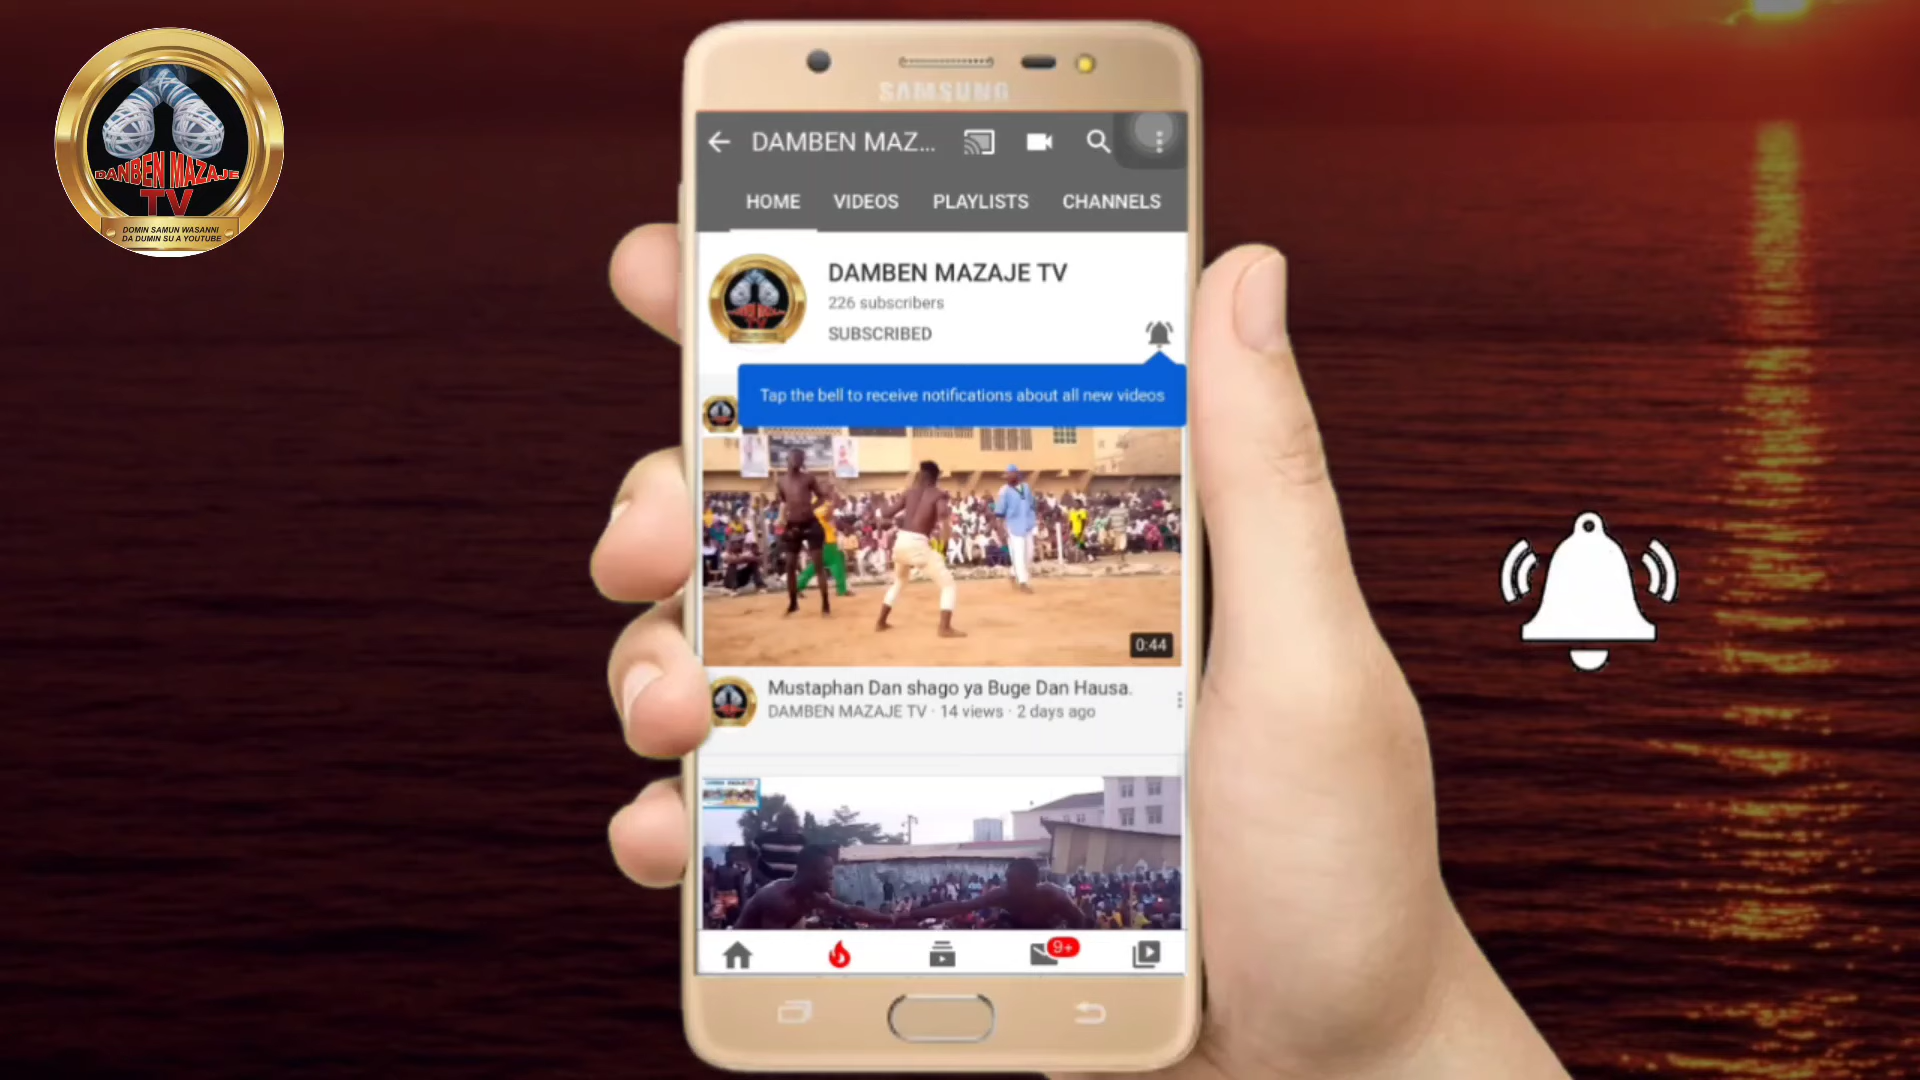 DANBEN MAZAJE
TV
DOMIN SAMUN WASANNI
DA DUMIN SU A YOUTUBE
SAMSUNG
DAMBEN MAZ...
HOME VIDEOS PLAYLISTS CHANNELS
DAMBEN MAZAJE TV
226 subscribers
SUBSCRIBED
Tap the bell to receive notifications about all new videos
0:44
Mustaphan Dan shago ya Buge Dan Hausa.
DAMBEN MAZAJE TV · 14 views · 2 days ago
9+